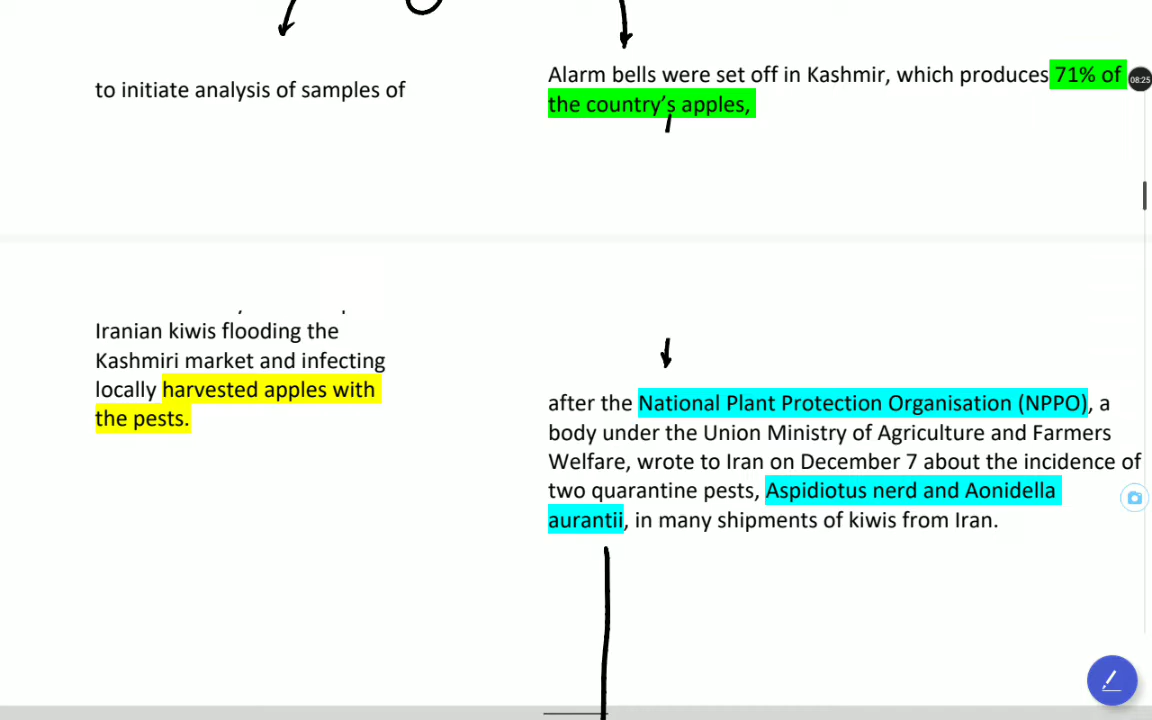 to initiate analysis of samples of
Alarm bells were set off in Kashmir, which produces 71% of
the country's apples,
08:25
Iranian kiwis flooding the
Kashmiri market and infecting
locally harvested apples with
the pests.
after the National Plant Protection Organisation (NPPO), a
body under the Union Ministry of Agriculture and Farmers
Welfare, wrote to Iran on December 7 about the incidence of
two quarantine pests, Aspidiotus nerd and Aonidella
aurantii, in many shipments of kiwis from Iran.